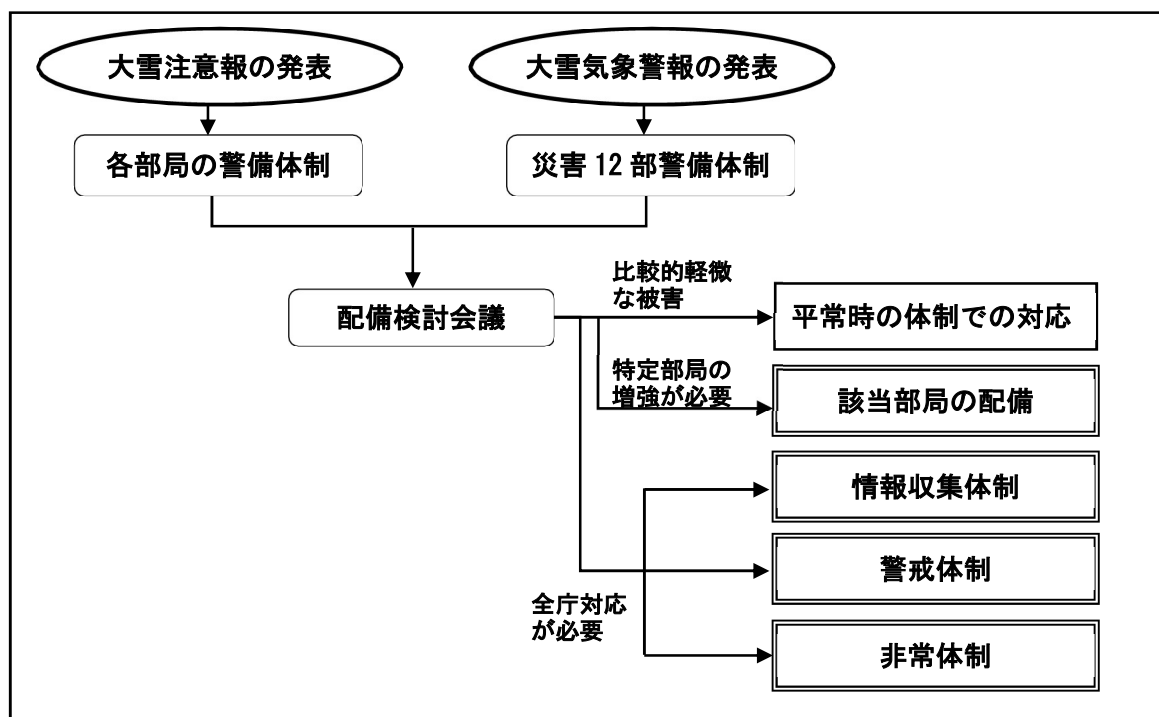 大雪注意報の発表
大雪気象警報の発表
各部局の警備体制
災害12部警備体制
配備検討会議
比較的軽微
な被害
平常時の体制での対応
特定部局の
増強が必要
該当部局の配備
情報収集体制
警戒体制
全庁対応
が必要
非常体制